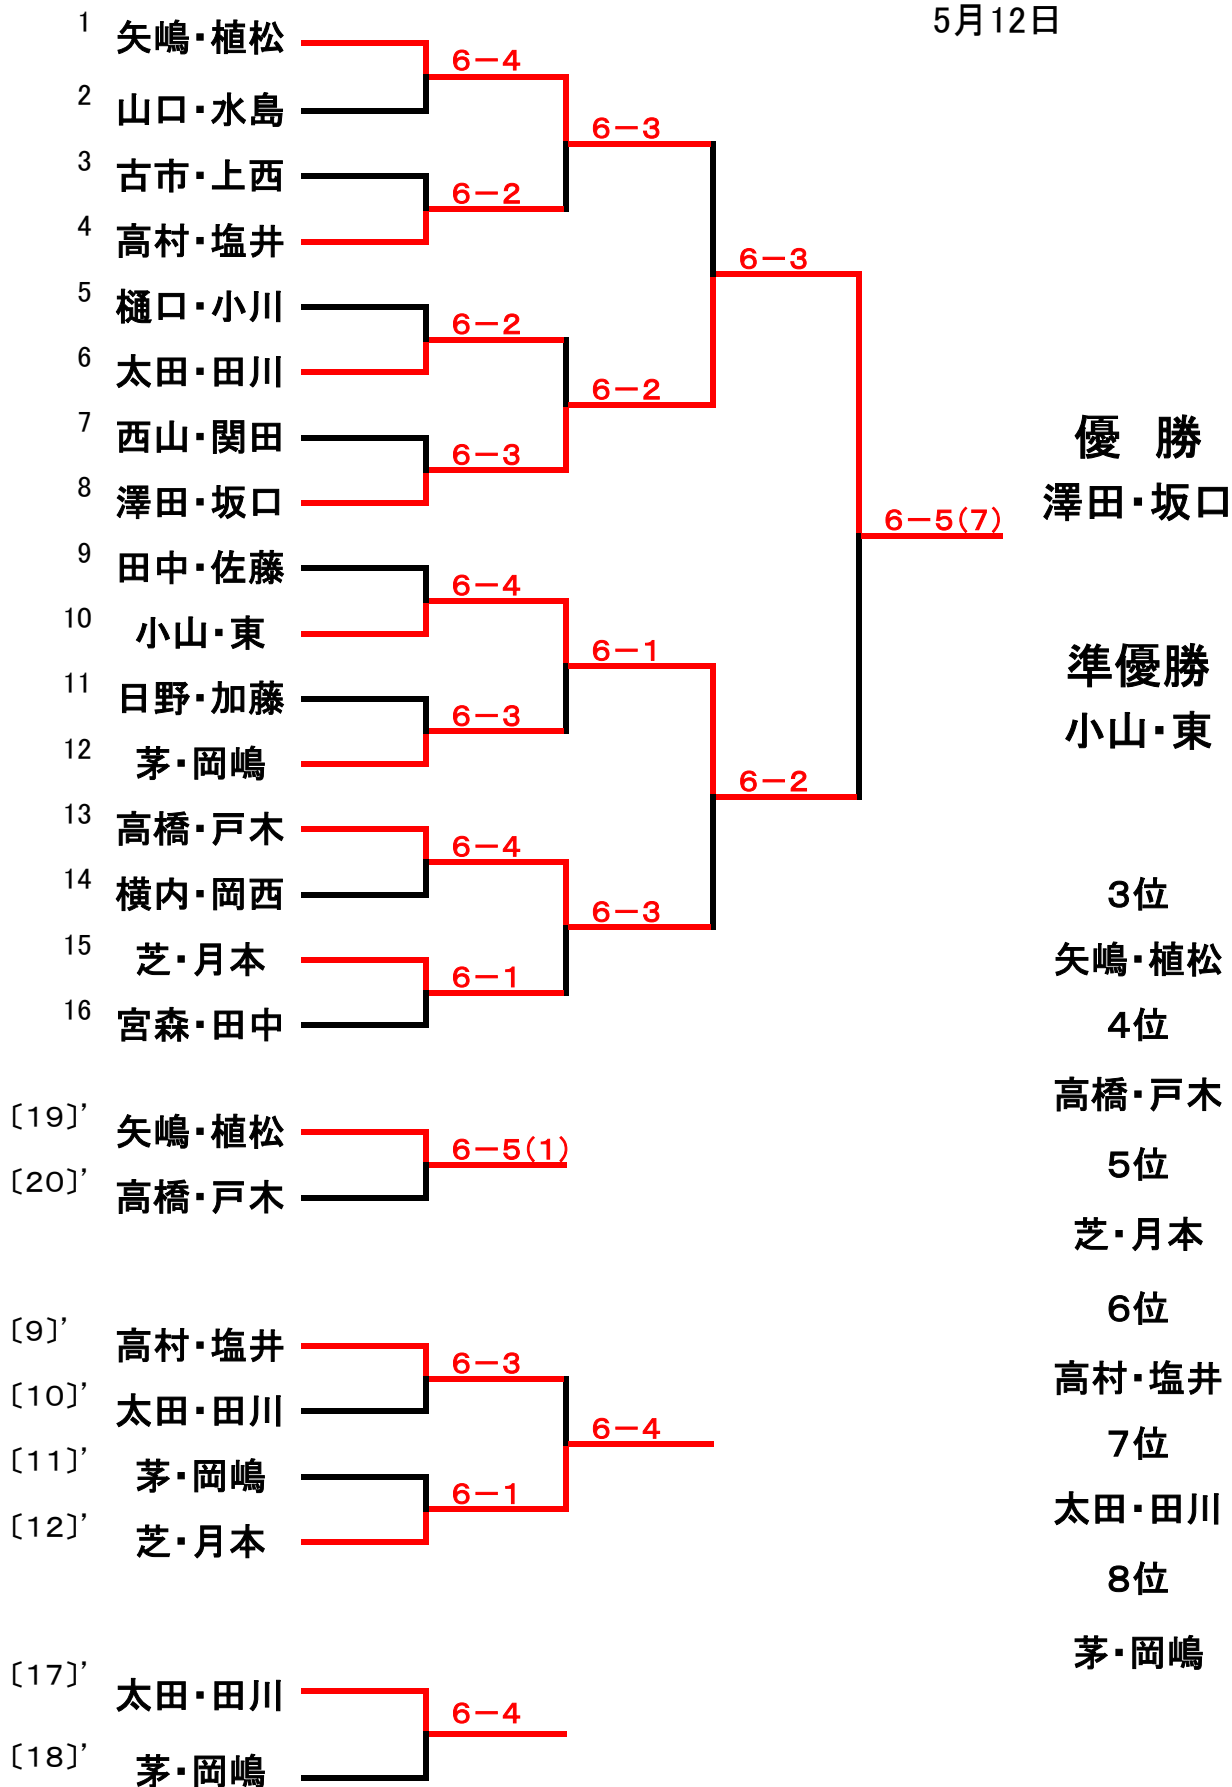 5月12日
1 矢嶋・植松
6－4
2 山口・水島
6－3
3 古市・上西
6－2
4 高村・塩井
6－3
5 樋口・小川
6－2
6 太田・田川
6－2
7 西山・関田
6－3
8 澤田・坂口
優　勝
澤田・坂口
6－5(7)
9 田中・佐藤
6－4
10 小山・東
6－1
11 日野・加藤
6－3
12 茅・岡嶋
準優勝
小山・東
6－2
13 高橋・戸木
6－4
14 横内・岡西
6－3
15 芝・月本
6－1
16 宮森・田中
3位
矢嶋・植松
4位
高橋・戸木
5位
芝・月本
6位
高村・塩井
7位
太田・田川
8位
茅・岡嶋
〔19〕’ 矢嶋・植松
6－5(1)
〔20〕’ 高橋・戸木
〔9〕’ 高村・塩井
6－3
〔10〕’ 太田・田川
6－4
〔11〕’ 茅・岡嶋
6－1
〔12〕’ 芝・月本
〔17〕’ 太田・田川
6－4
〔18〕’ 茅・岡嶋